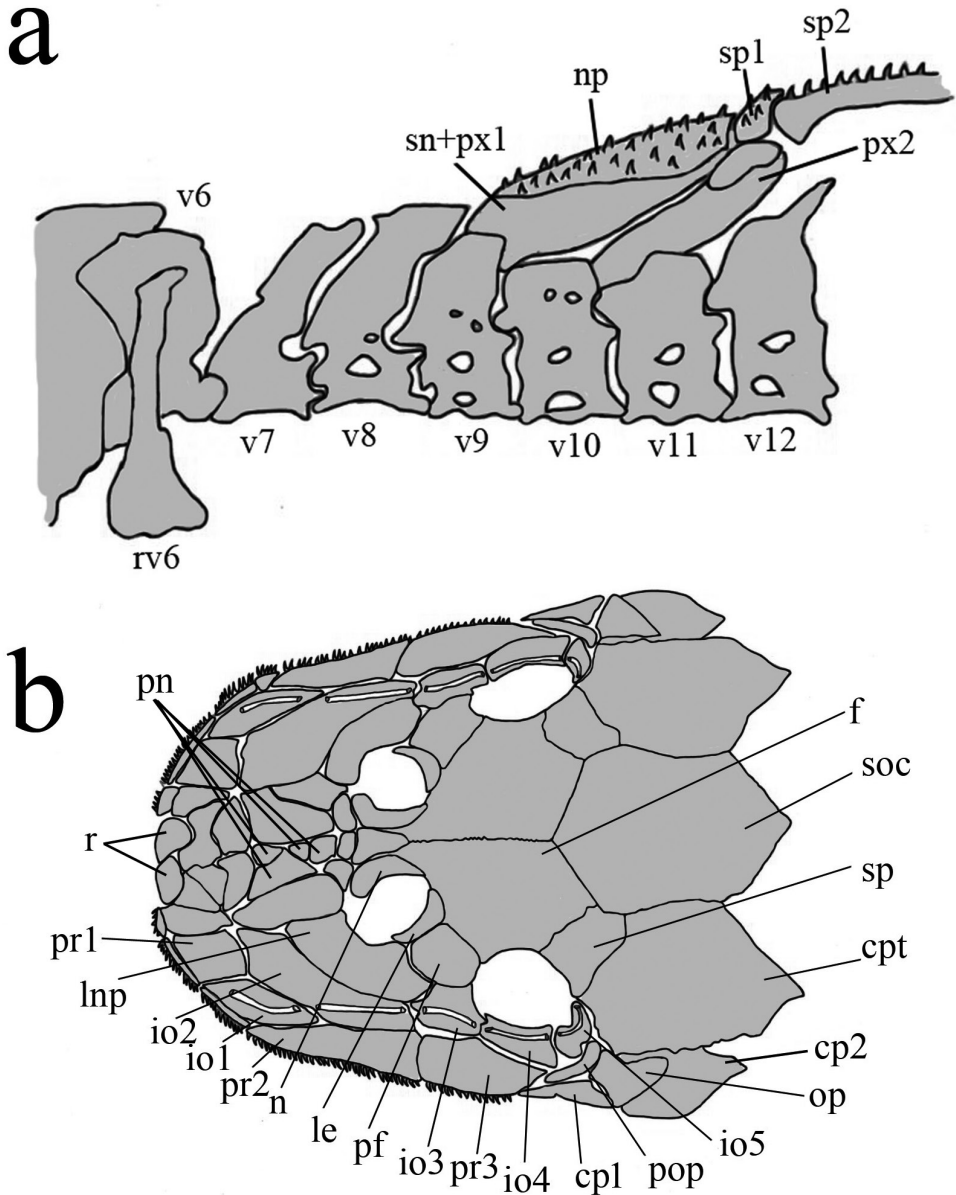 a
sp2
sp1
np
sn+px1
px2
v6
v7
v8
v9
v10
v11
v12
rv6
b
pn
f
soc
r
sp
pr1
cpt
lnp
io2
io1
pr2
n
le
pf
io3
pr3
io4
cp1
pop
io5
op
cp2